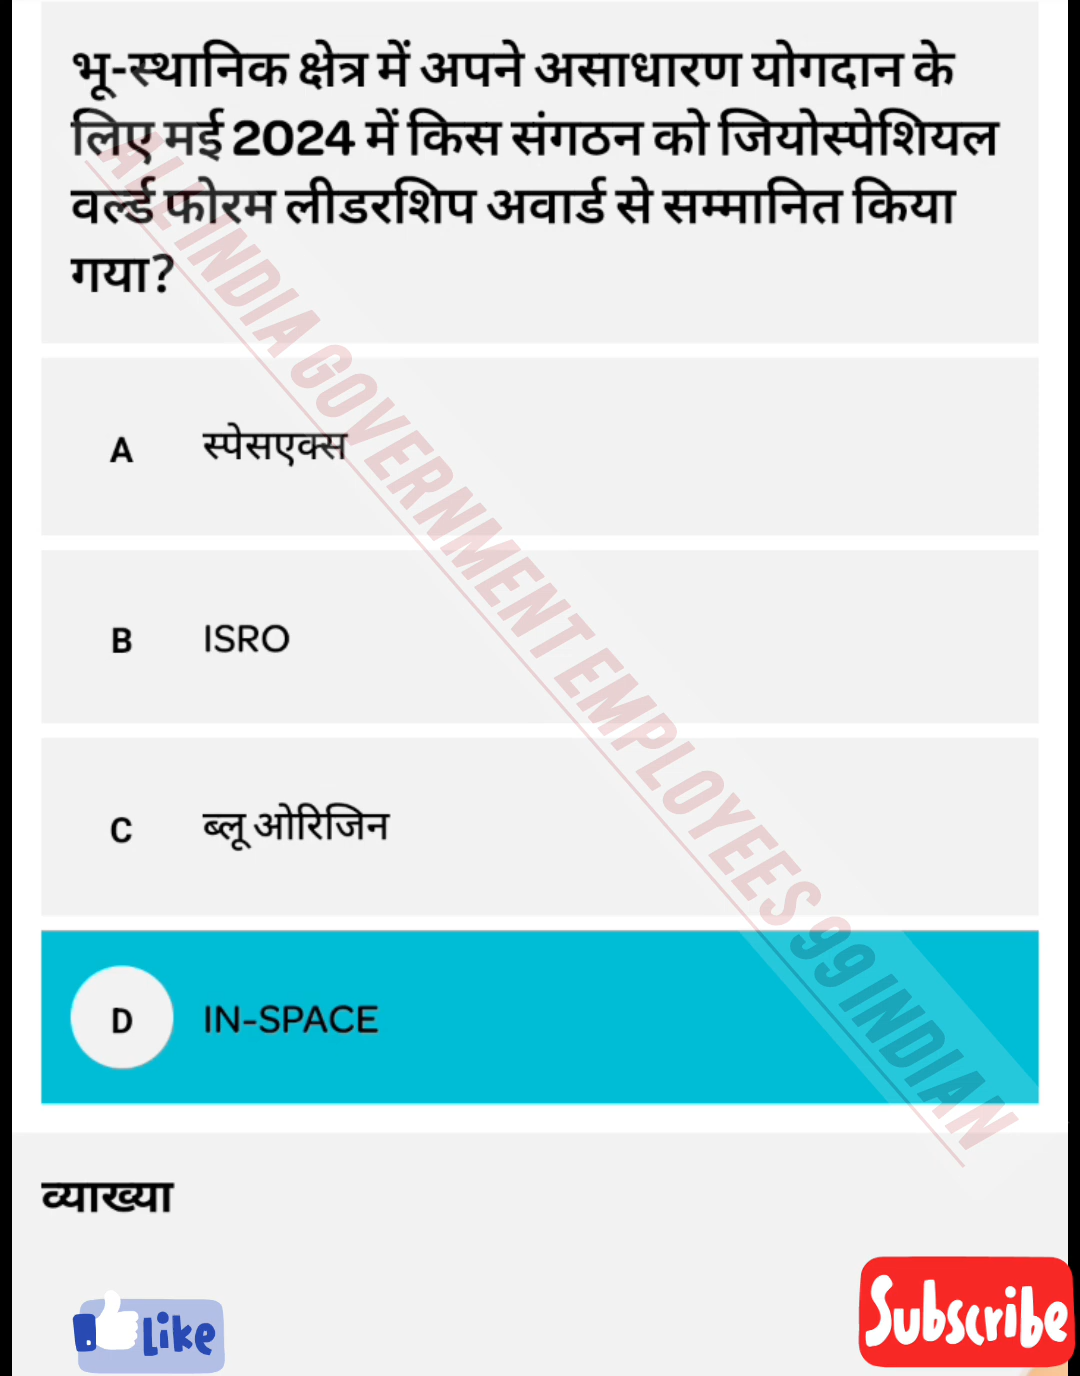 भू-स्थानिक क्षेत्र में अपने असाधारण योगदान के
लिए मई 2024 में किस संगठन को जियोस्पेशियल
वर्ल्ड फोरम लीडरशिप अवार्ड से सम्मानित किया
गया?
A स्पेसएक्स
B ISRO
C ब्लू ओरिजिन
D IN-SPACE
ALL INDIA GOVERNMENT EMPLOYEES 99 INDIAN
व्याख्या
Like
Subscribe